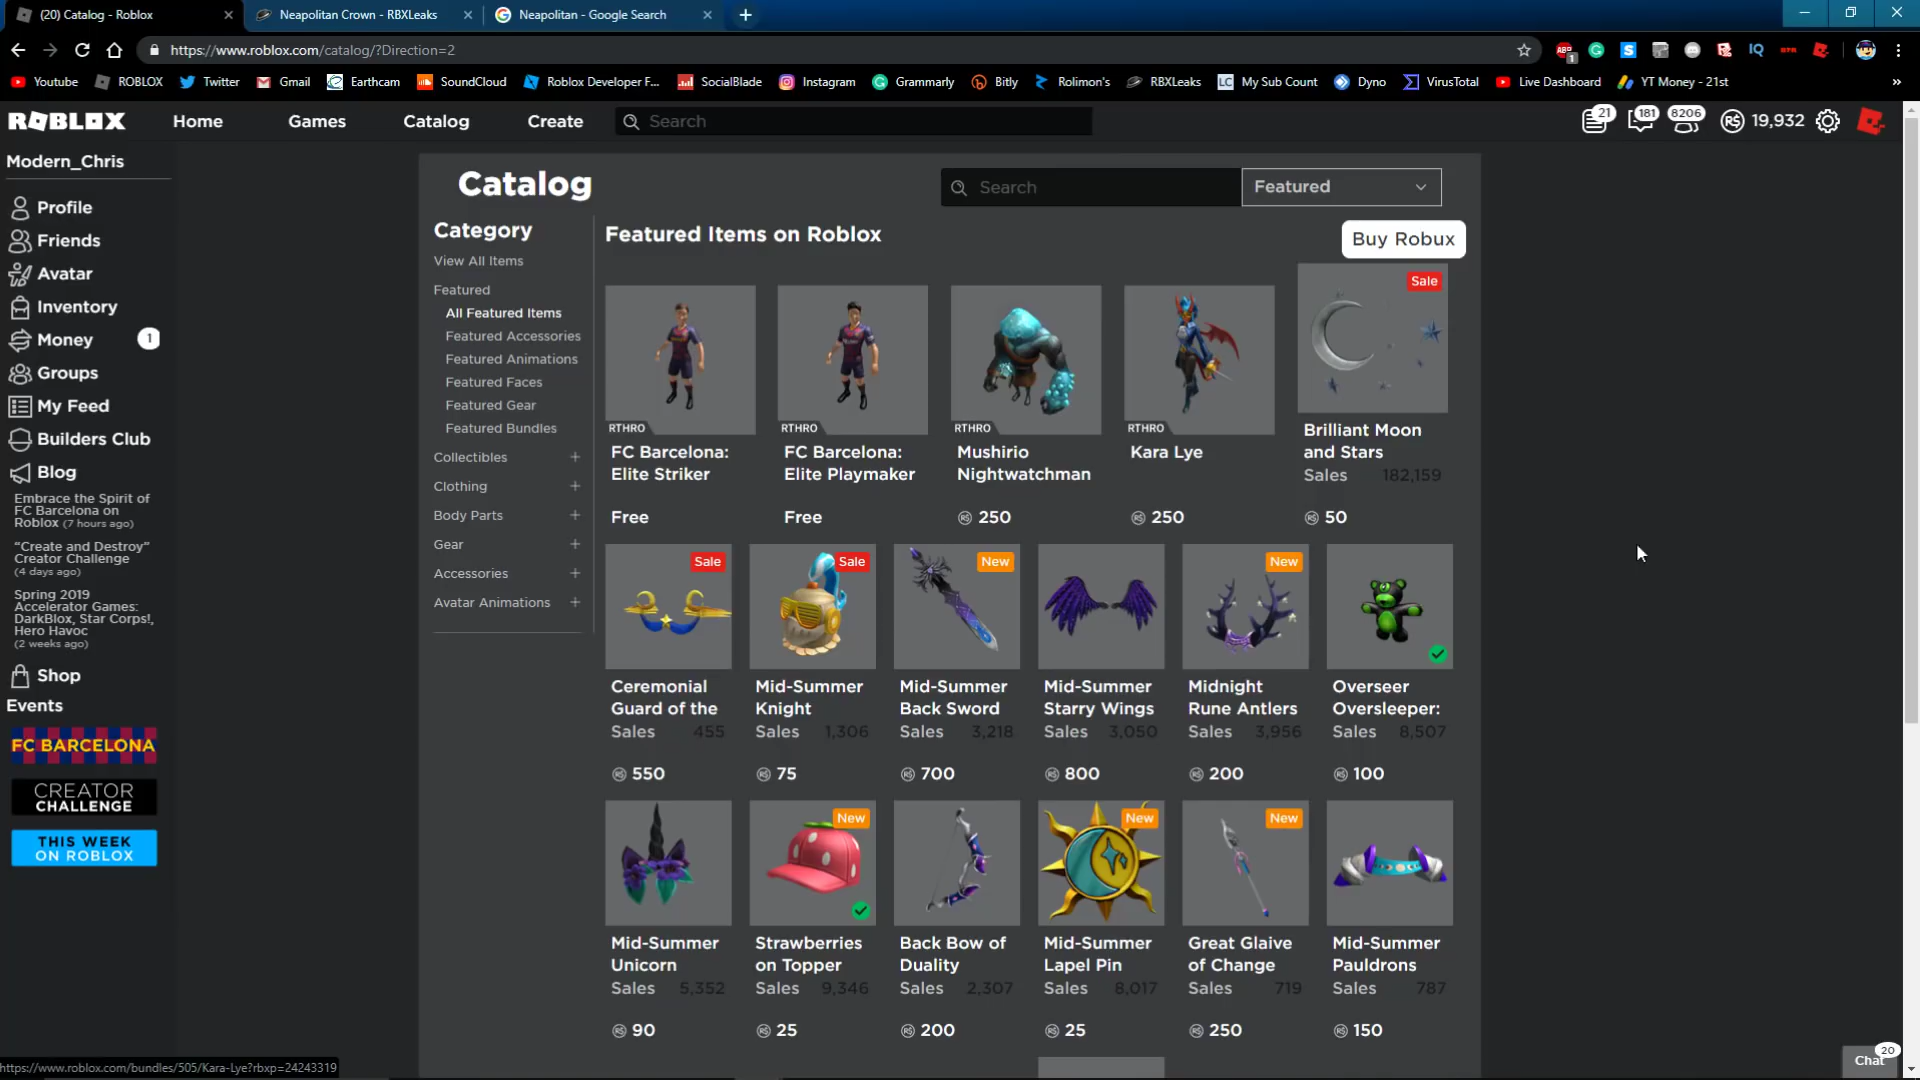 (20) Catalog - Roblox
Neapolitan Crown - RBXLeaks
Neapolitan - Google Search
https://www.roblox.com/catalog/?Direction=2
Youtube
ROBLOX
Twitter
Gmail
Earthcam
SoundCloud
Roblox Developer F...
SocialBlade
Instagram
Grammarly
Bitly
Rolimon's
RBXLeaks
My Sub Count
Dyno
VirusTotal
Live Dashboard
YT Money - 21st
ROBLOX
Home
Games
Catalog
Create
Search
21
181
8206
19,932
Modern_Chris
Profile
Friends
Avatar
Inventory
Money
1
Groups
My Feed
Builders Club
Blog
Embrace the Spirit of
FC Barcelona on
Roblox (7 hours ago)
"Create and Destroy"
Creator Challenge
(4 days ago)
Spring 2019
Accelerator Games:
DarkBlox, Star Corps!,
Hero Havoc
(2 weeks ago)
Shop
Events
FC BARCELONA
CREATOR
CHALLENGE
THIS WEEK
ON ROBLOX
Catalog
Search
Featured
Category
View All Items
Featured
All Featured Items
Featured Accessories
Featured Animations
Featured Faces
Featured Gear
Featured Bundles
Collectibles +
Clothing +
Body Parts +
Gear +
Accessories +
Avatar Animations +
Featured Items on Roblox
Buy Robux
RTHRO
FC Barcelona:
Elite Striker
Free
RTHRO
FC Barcelona:
Elite Playmaker
Free
RTHRO
Mushirio
Nightwatchman
250
RTHRO
Kara Lye
250
Sale
Brilliant Moon
and Stars
Sales 182,159
50
Sale
Ceremonial
Guard of the
Sales 455
550
Sale
Mid-Summer
Knight
Sales 1,306
75
New
Mid-Summer
Back Sword
Sales 3,218
700
Mid-Summer
Starry Wings
Sales 3,050
800
New
Midnight
Rune Antlers
Sales 3,956
200
Overseer
Oversleeper:
Sales 8,507
100
Mid-Summer
Unicorn
Sales 5,352
90
New
Strawberries
on Topper
Sales 9,346
25
Back Bow of
Duality
Sales 2,307
200
New
Mid-Summer
Lapel Pin
Sales 8,017
25
New
Great Glaive
of Change
Sales 719
250
Mid-Summer
Pauldrons
Sales 787
150
https://www.roblox.com/bundles/505/Kara-Lye?rbxp=24243319
Chat
20